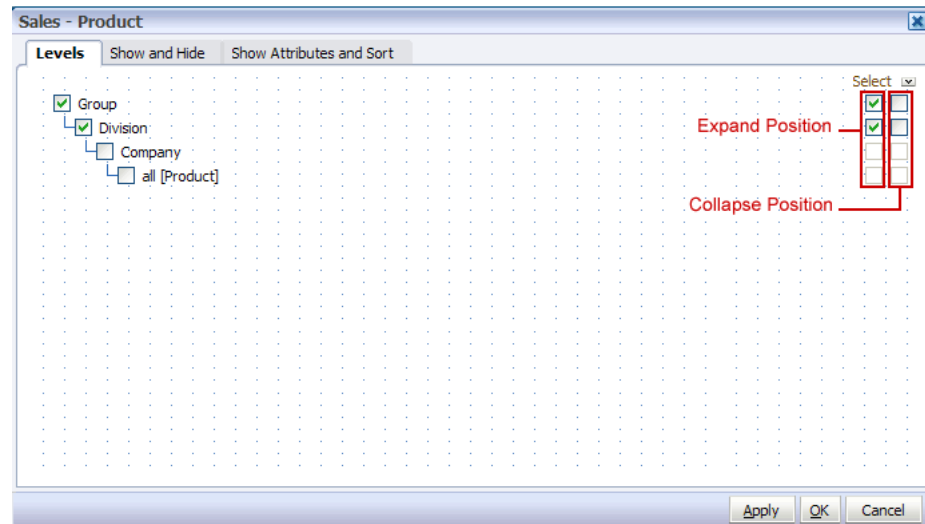 Sales - Product
Levels Show and Hide Show Attributes and Sort
Select
Group
Division
Expand Position
Company
all [Product]
Collapse Position
Apply OK Cancel